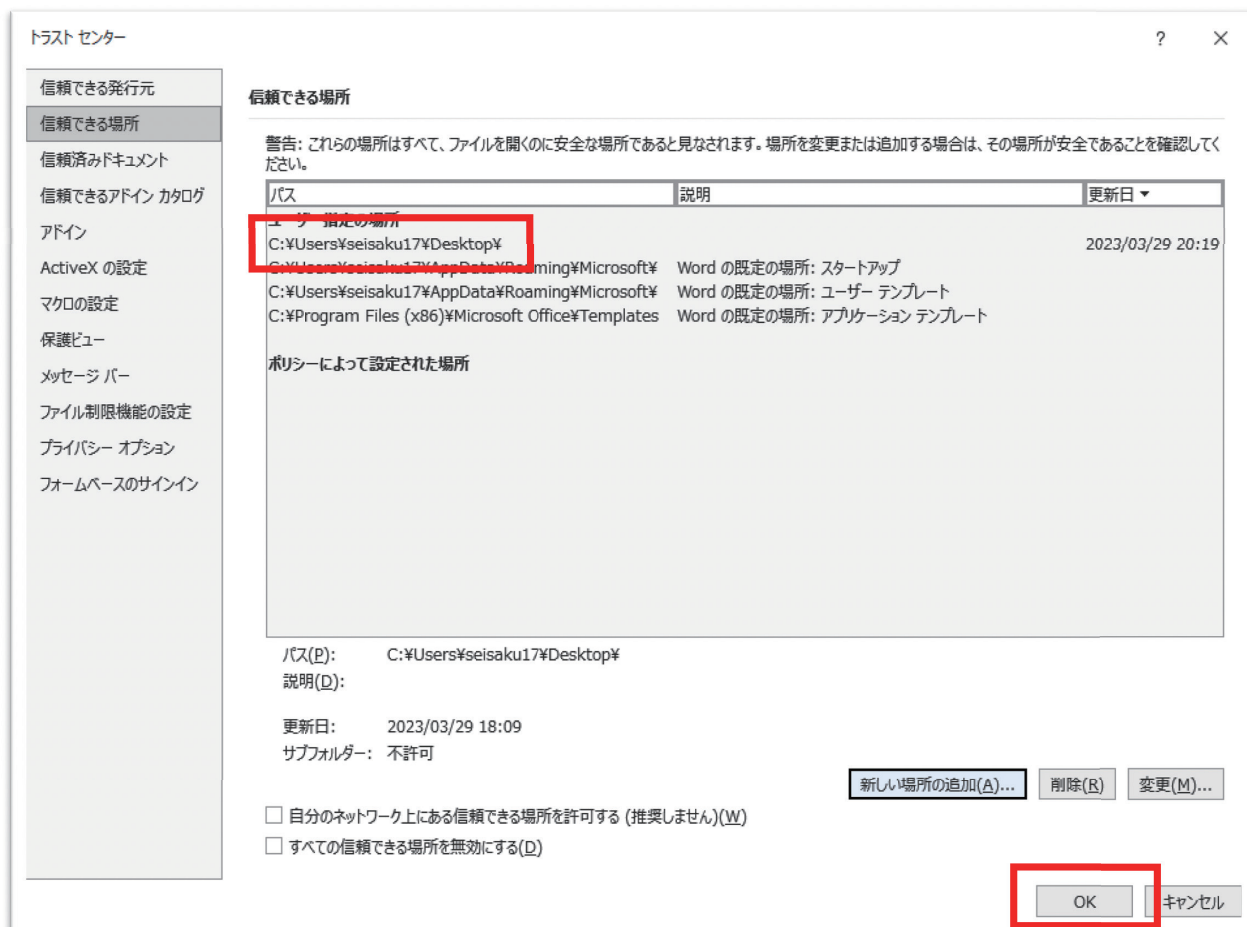 トラスト センター
? ×
信頼できる発行元
信頼できる場所
信頼済みドキュメント
信頼できるアドイン カタログ
アドイン
ActiveX の設定
マクロの設定
保護ビュー
メッセージ バー
ファイル制限機能の設定
プライバシー オプション
フォームベースのサインイン
信頼できる場所
警告: これらの場所はすべて、ファイルを開くのに安全な場所であると見なされます。場所を変更または追加する場合は、その場所が安全であることを確認してく
ださい。
パス 説明 更新日▼
ユーザー指定の場所
C:¥Users¥seisaku17¥Desktop¥ 2023/03/29 20:19
C:¥Users¥seisaku17¥AppData¥Roaming¥Microsoft¥ Word の既定の場所: スタートアップ
C:¥Users¥seisaku17¥AppData¥Roaming¥Microsoft¥ Word の既定の場所: ユーザー テンプレート
C:¥Program Files (x86)¥Microsoft Office¥Templates Word の既定の場所: アプリケーション テンプレート
ポリシーによって設定された場所
パス(P): C:¥Users¥seisaku17¥Desktop¥
説明(D):
更新日: 2023/03/29 18:09
サブフォルダー: 不許可
新しい場所の追加(A)... 削除(R) 変更(M)...
自分のネットワーク上にある信頼できる場所を許可する (推奨しません)(W)
すべての信頼できる場所を無効にする(D)
OK キャンセル